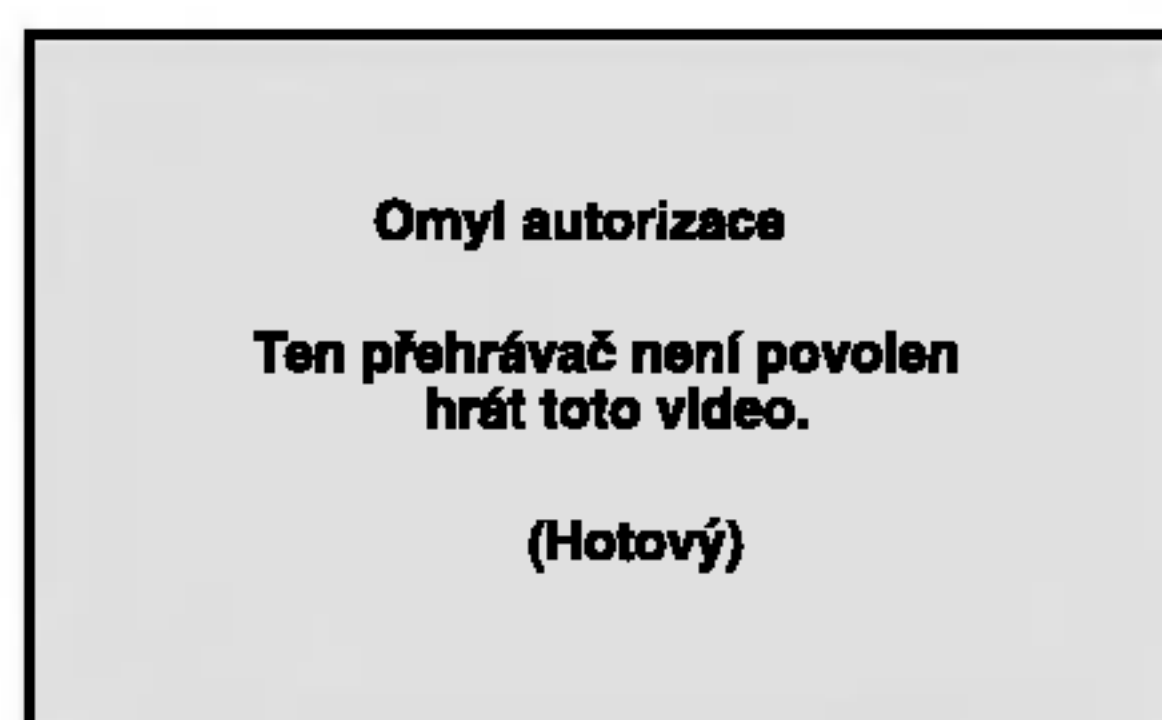 Omyl autorizace
Ten přehrávač není povolen
hrát toto video.
(Hotový)